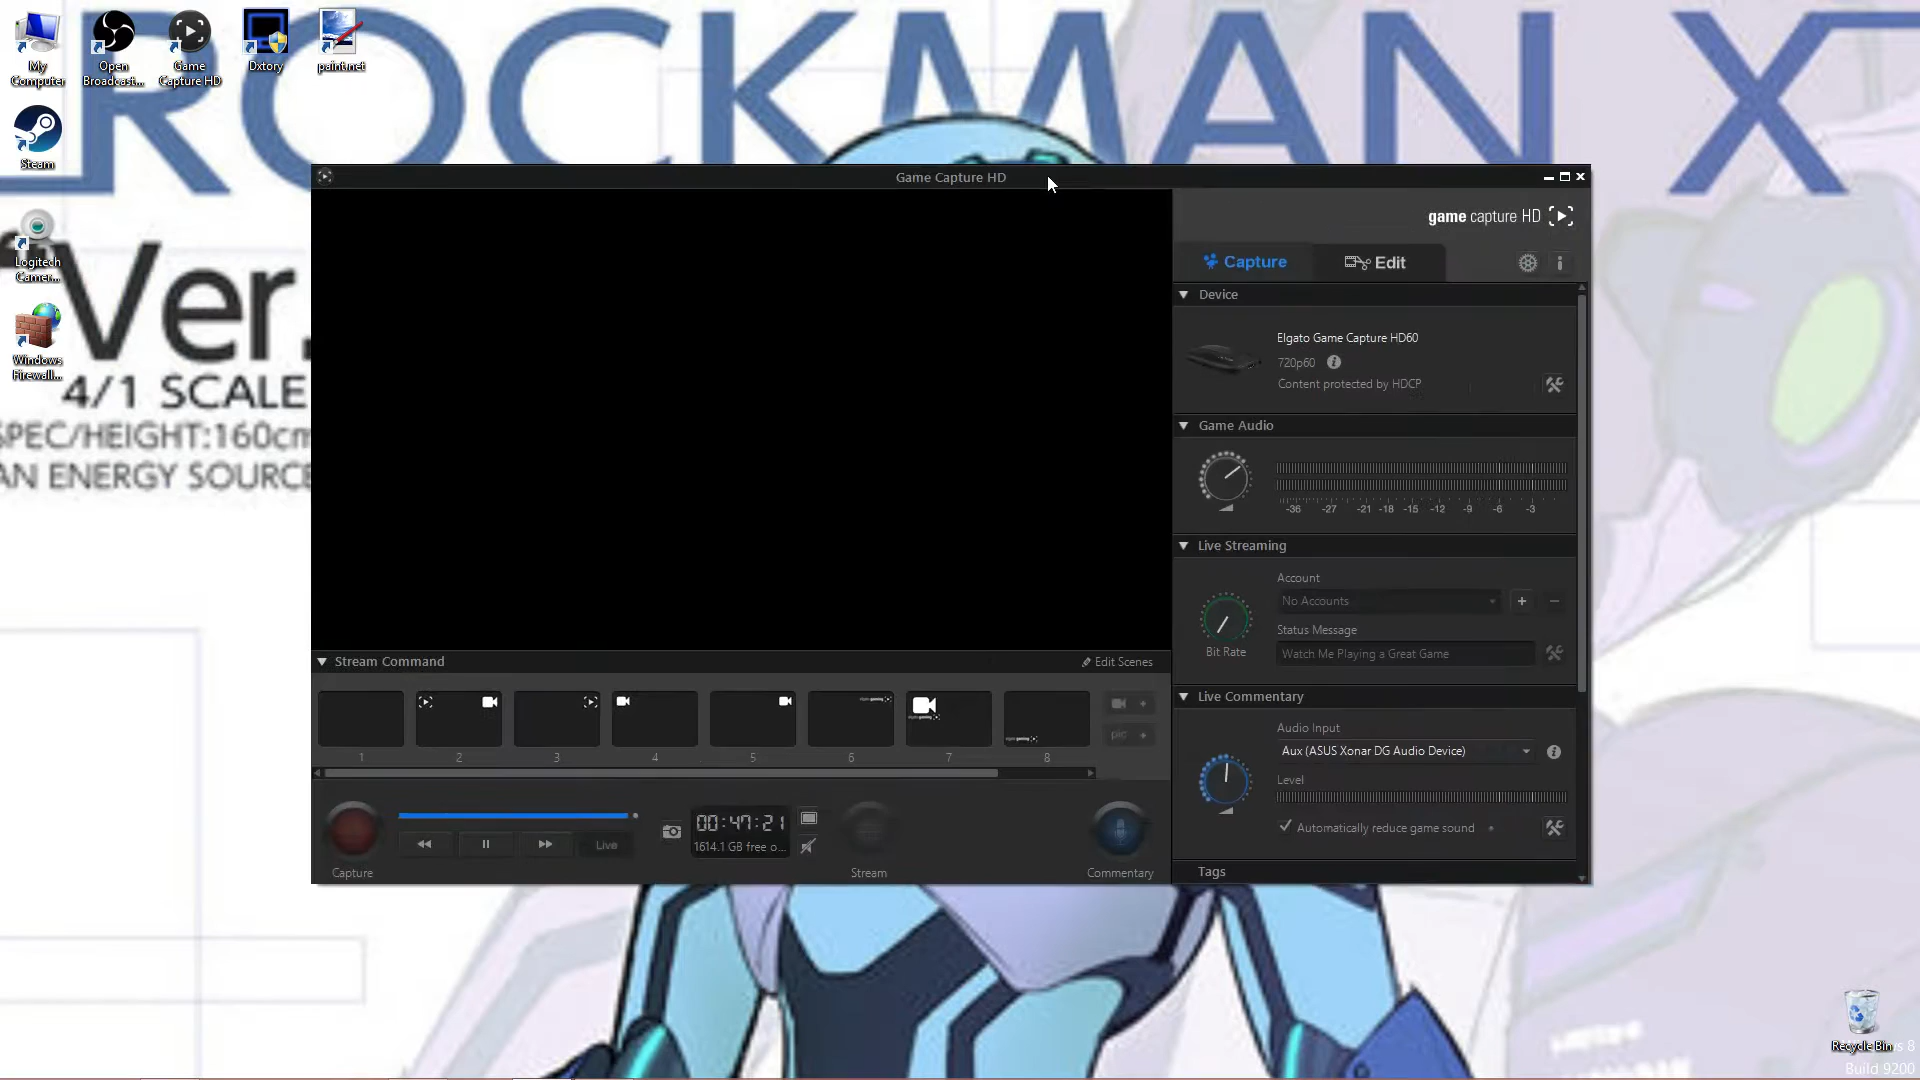 ROCKMAN X
My
Computer
Open
Broadcast...
Game
Capture HD
Dxtory
paint.net
Steam
Logitech
Gamer...
Windows
Firewall...
Ver.
4/1 SCALE
SPEC/HEIGHT:160cm
AN ENERGY SOURCE
Game Capture HD
game capture HD
Capture
Edit
Device
Elgato Game Capture HD60
720p60
Content protected by HDCP
Game Audio
-36 -27 -21 -18 -15 -12 -9 -6 -3
Live Streaming
Account
No Accounts
Bit Rate
Status Message
Watch Me Playing a Great Game
Live Commentary
Audio Input
Aux (ASUS Xonar DG Audio Device)
Level
Automatically reduce game sound
Tags
Stream Command
Edit Scenes
1 2 3 4 5 6 7 8
pic
00:47:21
1614.1 GB free o...
Live
Capture
Stream
Commentary
Recycle Bin
8
Build 9200